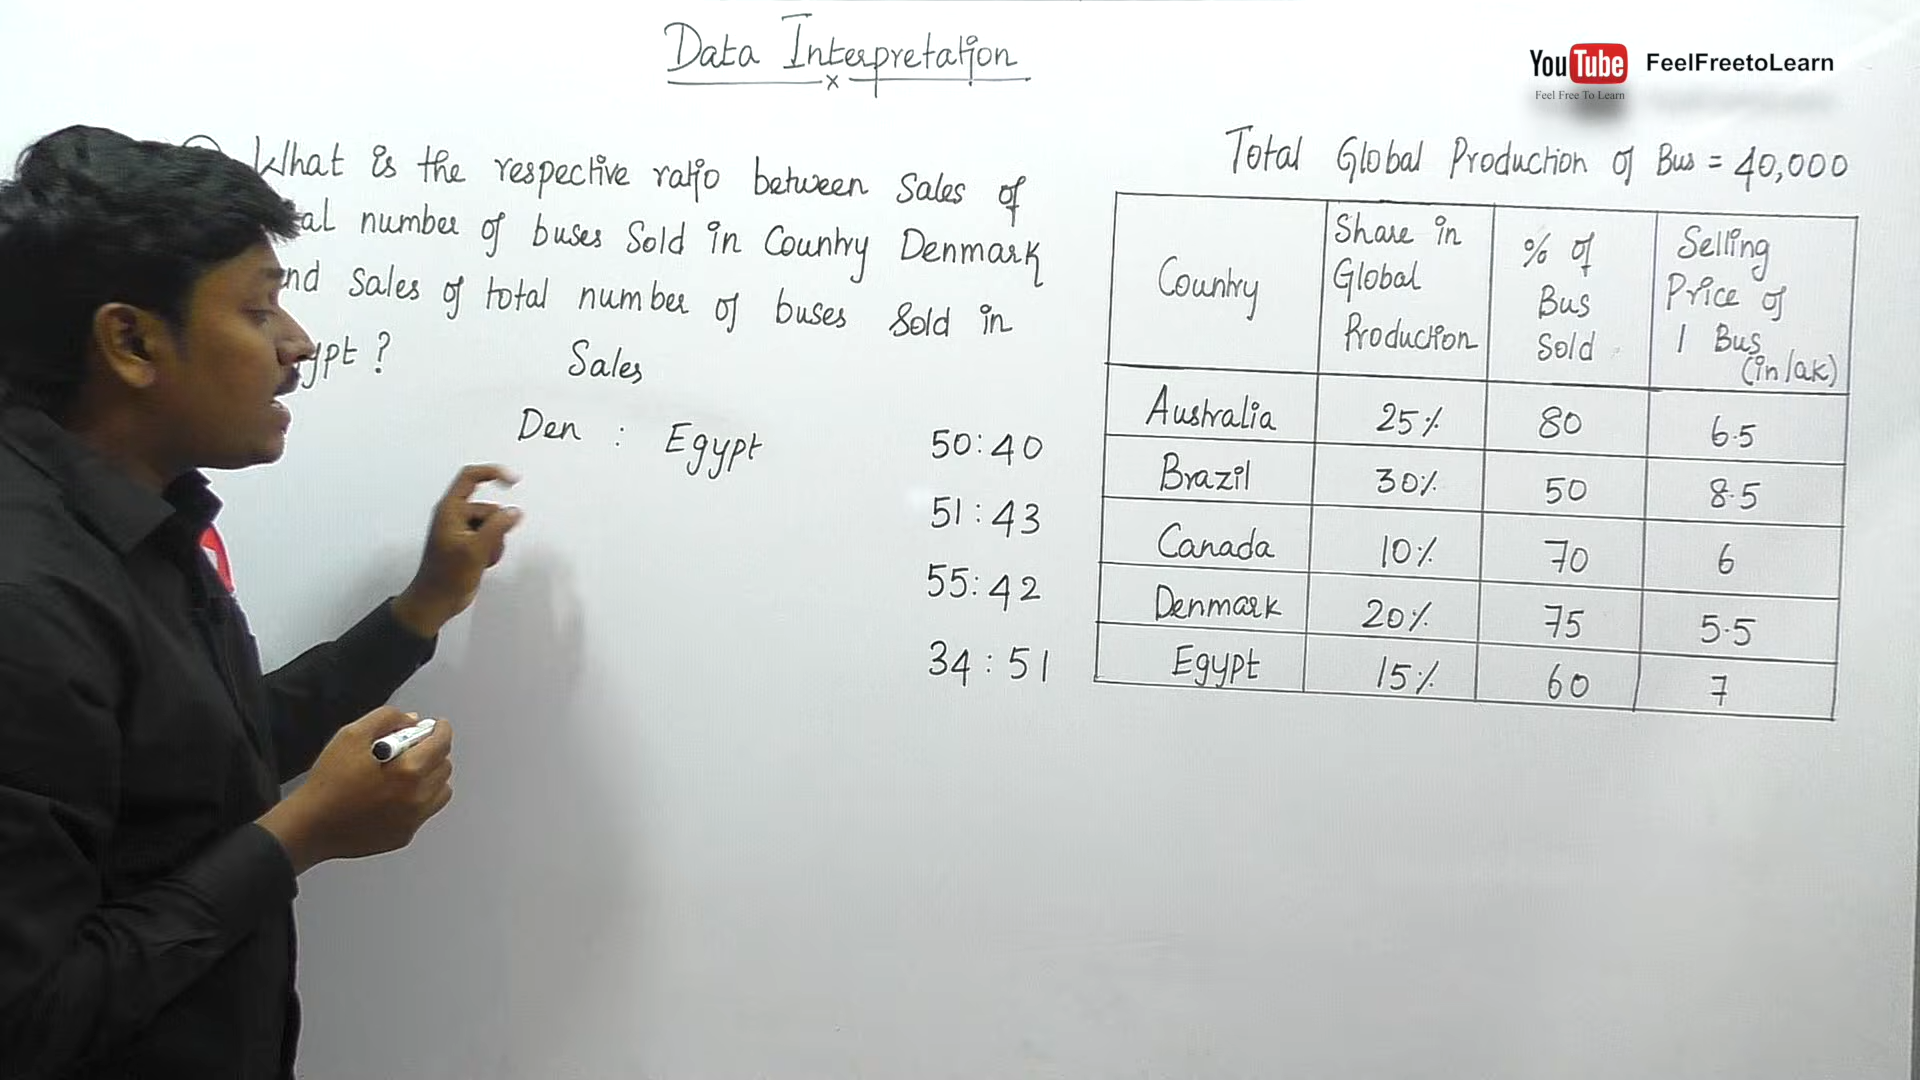 Data Interpretation
x
YouTube FeelFreetoLearn
Feel Free To Learn
What is the respective ratio between Sales of
al number of buses Sold in Country Denmark
nd Sales of total number of buses Sold in
ypt ?
Sales
Den : Egypt
50:40
51:43
55:42
34:51
Total Global Production of Bus = 40,000
Country Share in Global Production % of Bus Sold Selling Price of 1 Bus (in lak)
Australia 25% 80 6.5
Brazil 30% 50 8.5
Canada 10% 70 6
Denmark 20% 75 5.5
Egypt 15% 60 7